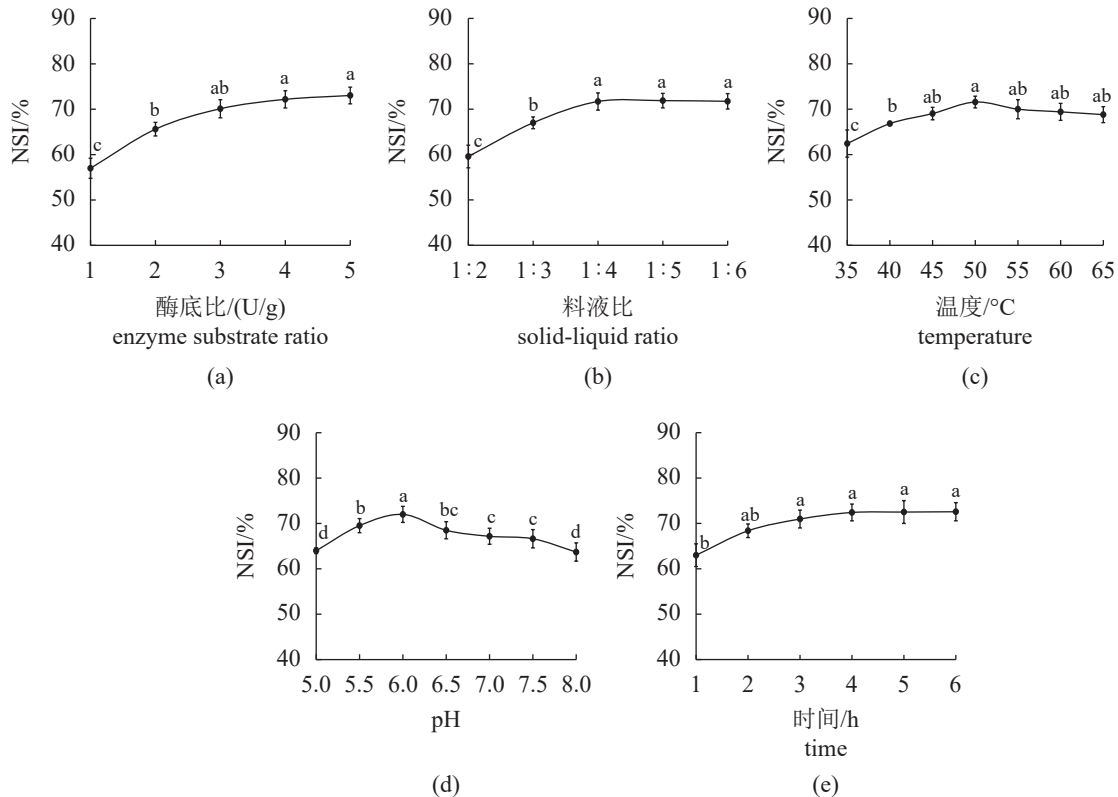 90
80
70
60
50
40
NSI/%
c
b
ab
a
a
1 2 3 4 5
酶底比/(U/g)
enzyme substrate ratio
(a)
90
80
70
60
50
40
NSI/%
c
b
a
a
a
1∶2 1∶3 1∶4 1∶5 1∶6
料液比
solid-liquid ratio
(b)
90
80
70
60
50
40
NSI/%
c
b
ab
a
ab
ab
ab
35 40 45 50 55 60 65
温度/°C
temperature
(c)
90
80
70
60
50
40
NSI/%
d
b
a
bc
c
c
d
5.0 5.5 6.0 6.5 7.0 7.5 8.0
pH
(d)
90
80
70
60
50
40
NSI/%
b
ab
a
a
a
a
1 2 3 4 5 6
时间/h
time
(e)